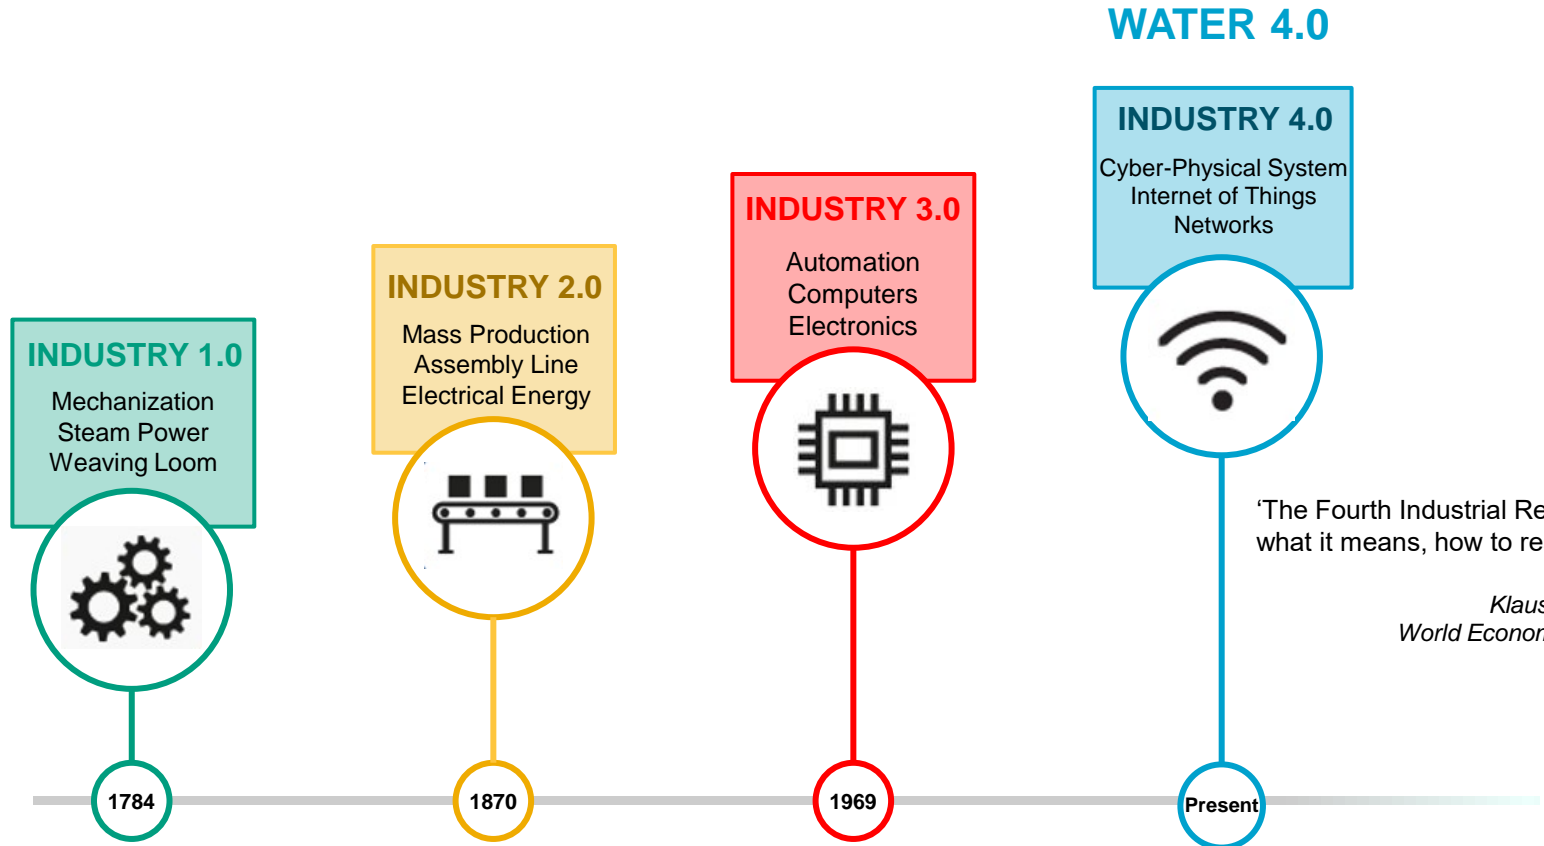 WATER 4.0
INDUSTRY 4.0
Cyber-Physical System
Internet of Things
Networks
INDUSTRY 3.0
Automation
Computers
Electronics
INDUSTRY 2.0
Mass Production
Assembly Line
Electrical Energy
INDUSTRY 1.0
Mechanization
Steam Power
Weaving Loom
‘The Fourth Industrial Re
what it means, how to re
Klaus
World Econo
1784
1870
1969
Present